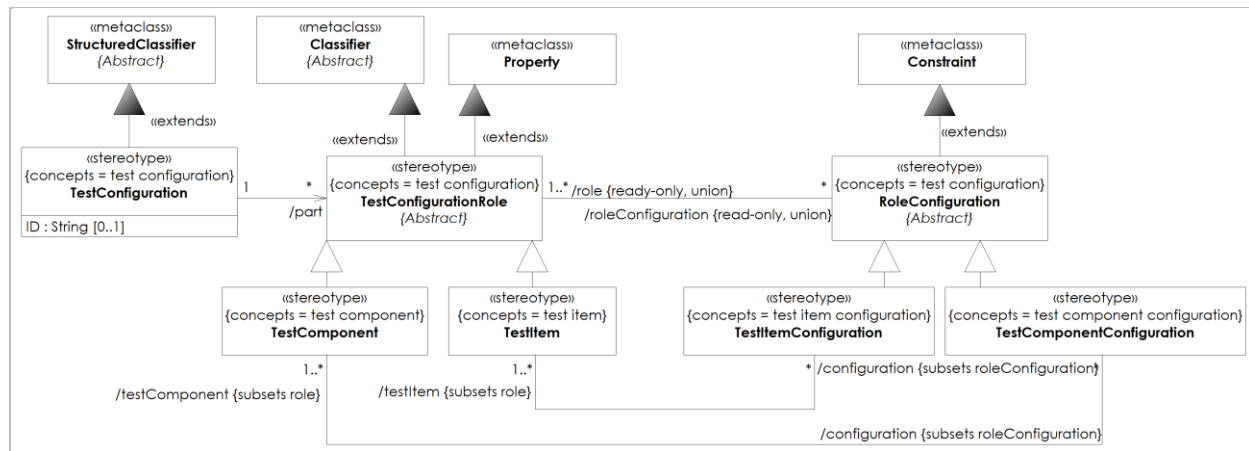 «metaclass»
StructuredClassifier
{Abstract}
«metaclass»
Classifier
{Abstract}
«metaclass»
Property
«metaclass»
Constraint
«extends»
«extends»
«extends»
«extends»
«stereotype»
{concepts = test configuration}
TestConfiguration
ID : String [0..1]
1
*
/part
«stereotype»
{concepts = test configuration}
TestConfigurationRole
{Abstract}
1..*
/role {ready-only, union}
*
/roleConfiguration {read-only, union}
«stereotype»
{concepts = test configuration}
RoleConfiguration
{Abstract}
«stereotype»
{concepts = test component}
TestComponent
«stereotype»
{concepts = test item}
TestItem
«stereotype»
{concepts = test item configuration}
TestItemConfiguration
«stereotype»
{concepts = test component configuration}
TestComponentConfiguration
1..*
/testComponent {subsets role}
1..*
/testItem {subsets role}
*
/configuration {subsets roleConfiguration}
*
/configuration {subsets roleConfiguration}